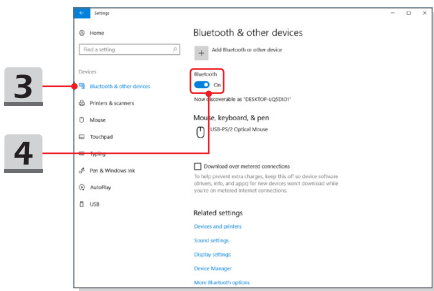 Settings
Home
Find a setting
Devices
Bluetooth & other devices
Printers & scanners
Mouse
Touchpad
Typing
Pen & Windows Ink
AutoPlay
USB
3
4
Bluetooth & other devices
Add Bluetooth or other device
Bluetooth
On
Now discoverable as "DESKTOP-LQ5DIO!"
Mouse, keyboard, & pen
USB-PS/2 Optical Mouse
Download over metered connections
To help prevent extra charges, keep this off so device software
(drivers, info, and apps) for new devices won't download while
you're on metered Internet connections.
Related settings
Devices and printers
Sound settings
Display settings
Device Manager
More Bluetooth options